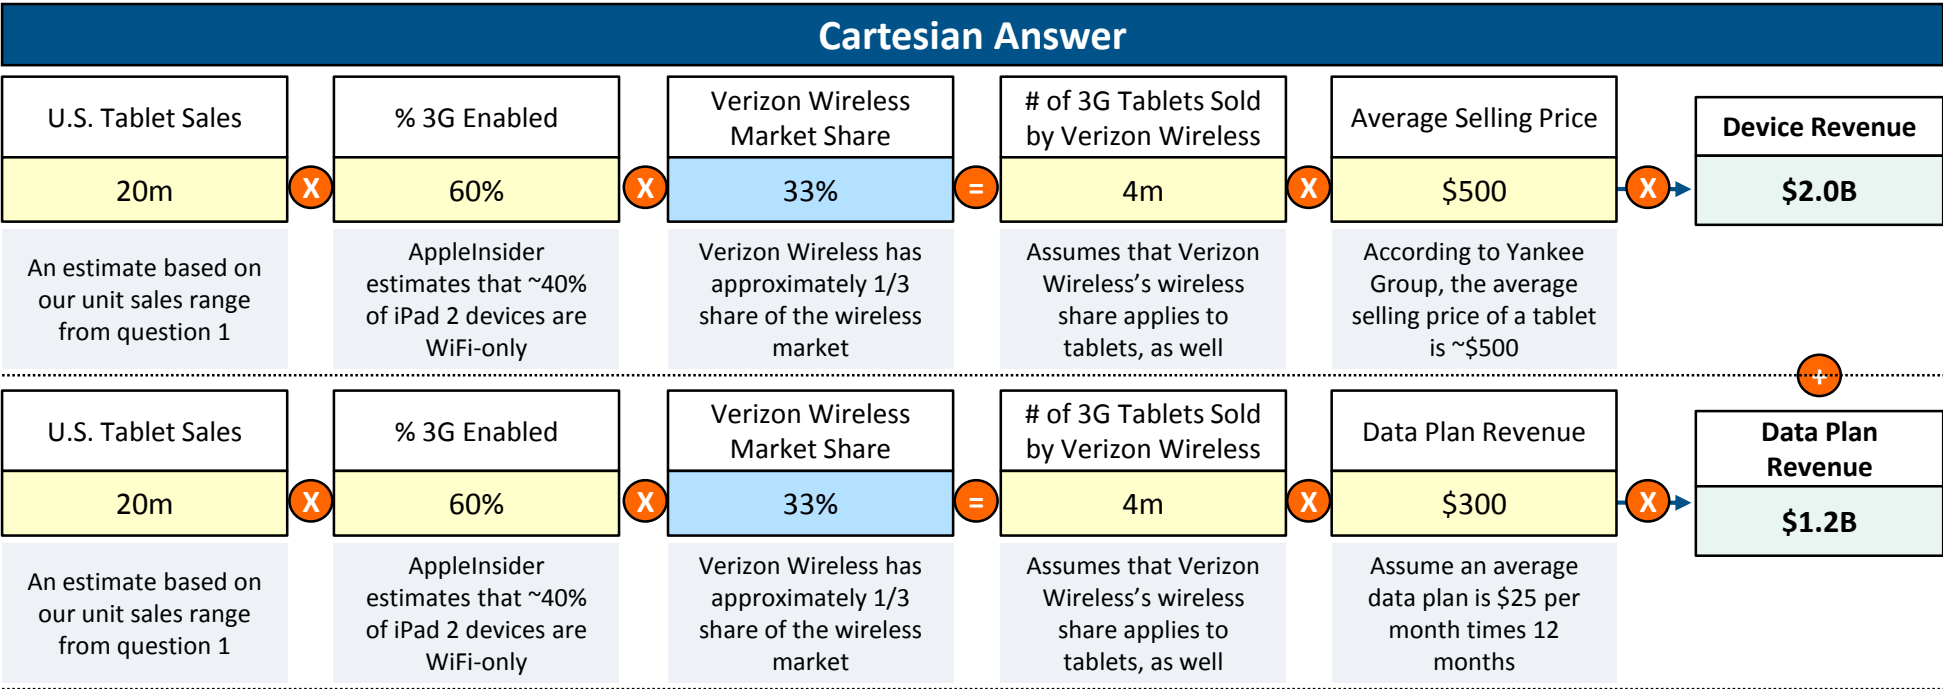 Cartesian Answer
U.S. Tablet Sales
20m
An estimate based on
our unit sales range
from question 1
X
% 3G Enabled
60%
AppleInsider
estimates that ~40%
of iPad 2 devices are
WiFi-only
X
Verizon Wireless
Market Share
33%
Verizon Wireless has
approximately 1/3
share of the wireless
market
=
# of 3G Tablets Sold
by Verizon Wireless
4m
Assumes that Verizon
Wireless’s wireless
share applies to
tablets, as well
X
Average Selling Price
$500
According to Yankee
Group, the average
selling price of a tablet
is ~$500
X
Device Revenue
$2.0B
+
U.S. Tablet Sales
20m
An estimate based on
our unit sales range
from question 1
X
% 3G Enabled
60%
AppleInsider
estimates that ~40%
of iPad 2 devices are
WiFi-only
X
Verizon Wireless
Market Share
33%
Verizon Wireless has
approximately 1/3
share of the wireless
market
=
# of 3G Tablets Sold
by Verizon Wireless
4m
Assumes that Verizon
Wireless’s wireless
share applies to
tablets, as well
X
Data Plan Revenue
$300
Assume an average
data plan is $25 per
month times 12
months
X
Data Plan
Revenue
$1.2B